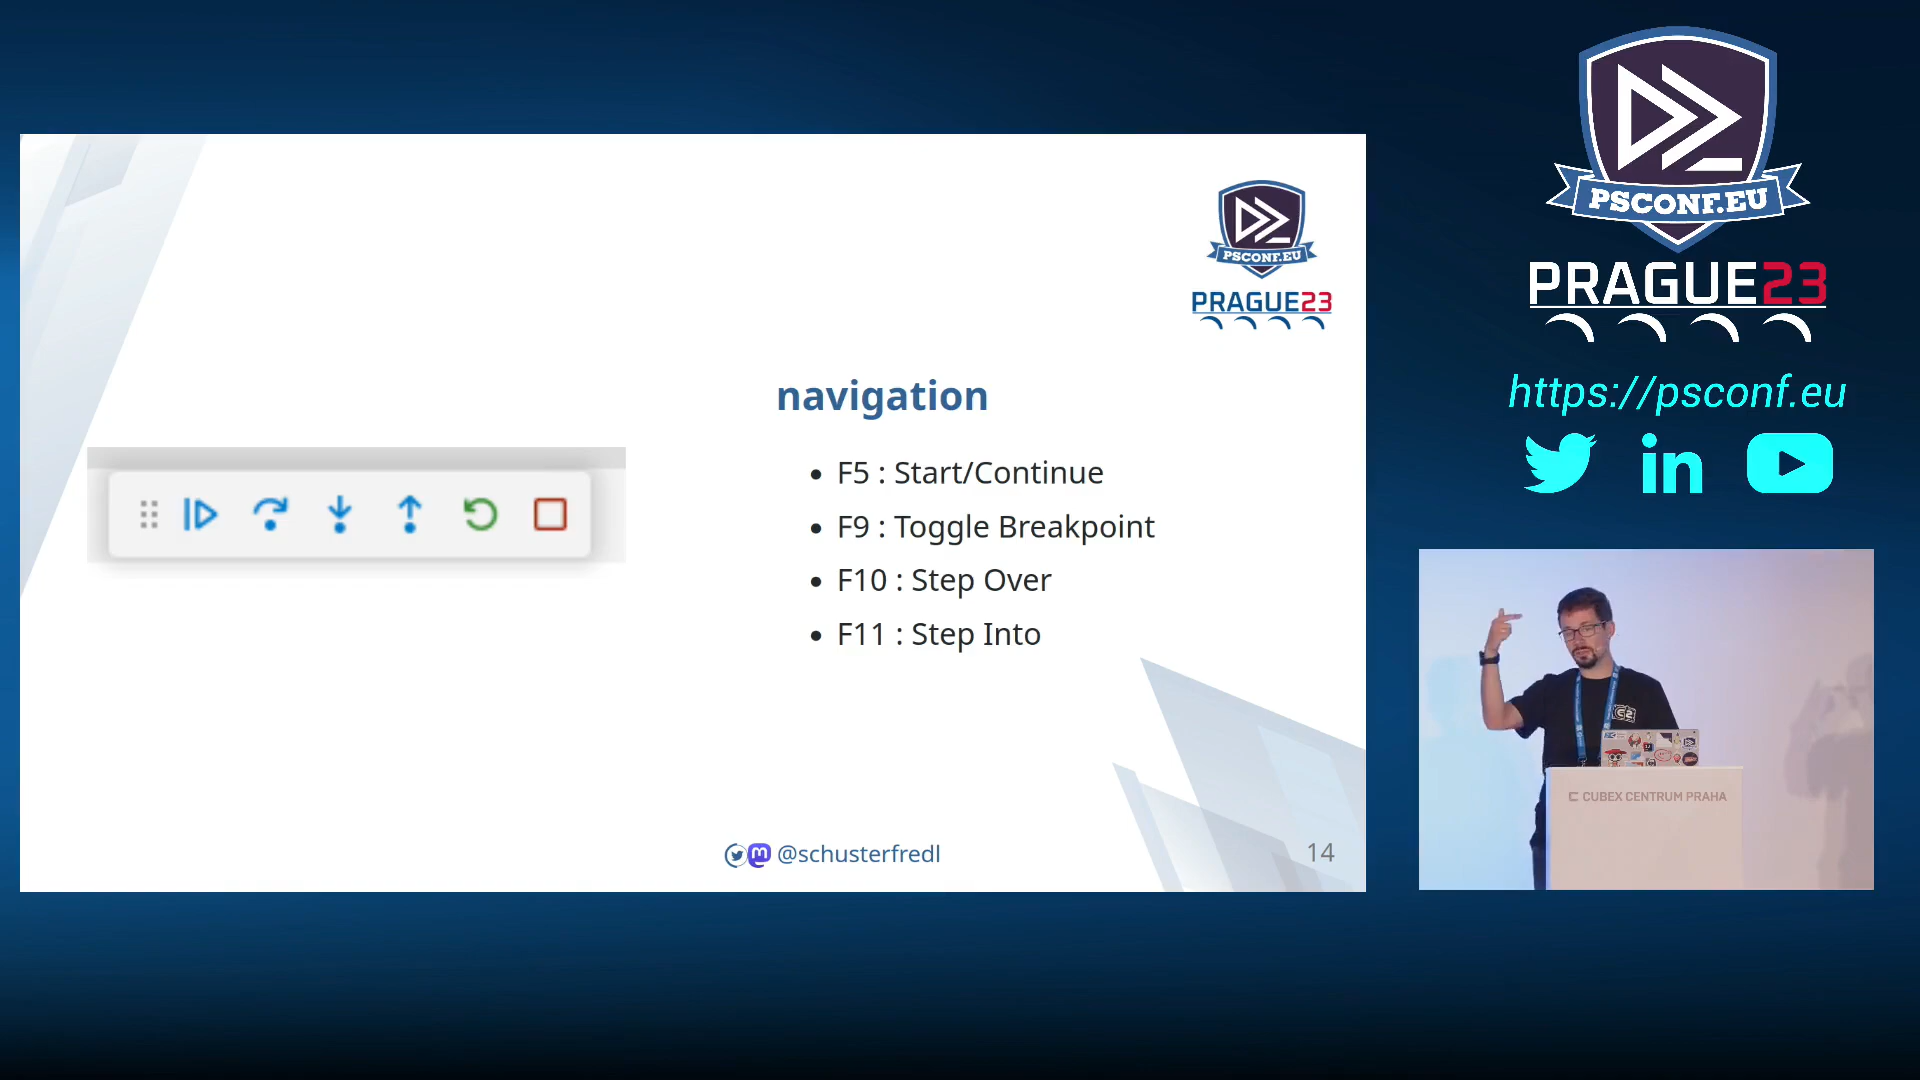 PSCONF.EU
PRAGUE23
navigation
F5 : Start/Continue
F9 : Toggle Breakpoint
F10 : Step Over
F11 : Step Into
@schusterfredl
14
PSCONF.EU
PRAGUE23
https://psconf.eu
in
CUBEX CENTRUM PRAHA